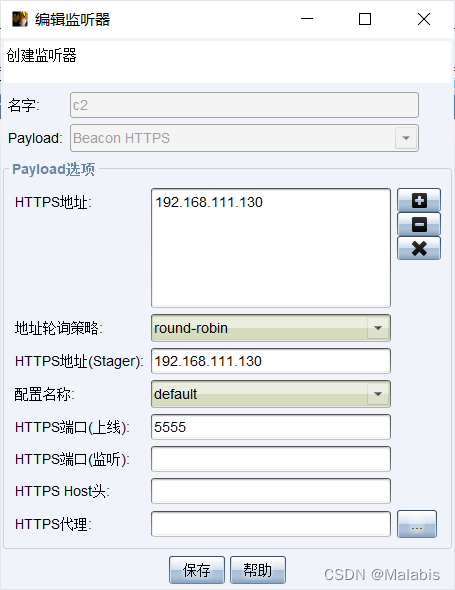 编辑监听器
创建监听器
名字: c2
Payload: Beacon HTTPS
Payload选项
HTTPS地址: 192.168.111.130
地址轮询策略: round-robin
HTTPS地址(Stager): 192.168.111.130
配置名称: default
HTTPS端口(上线): 5555
HTTPS端口(监听):
HTTPS Host头:
HTTPS代理: ...
保存 帮助
CSDN @Malabis